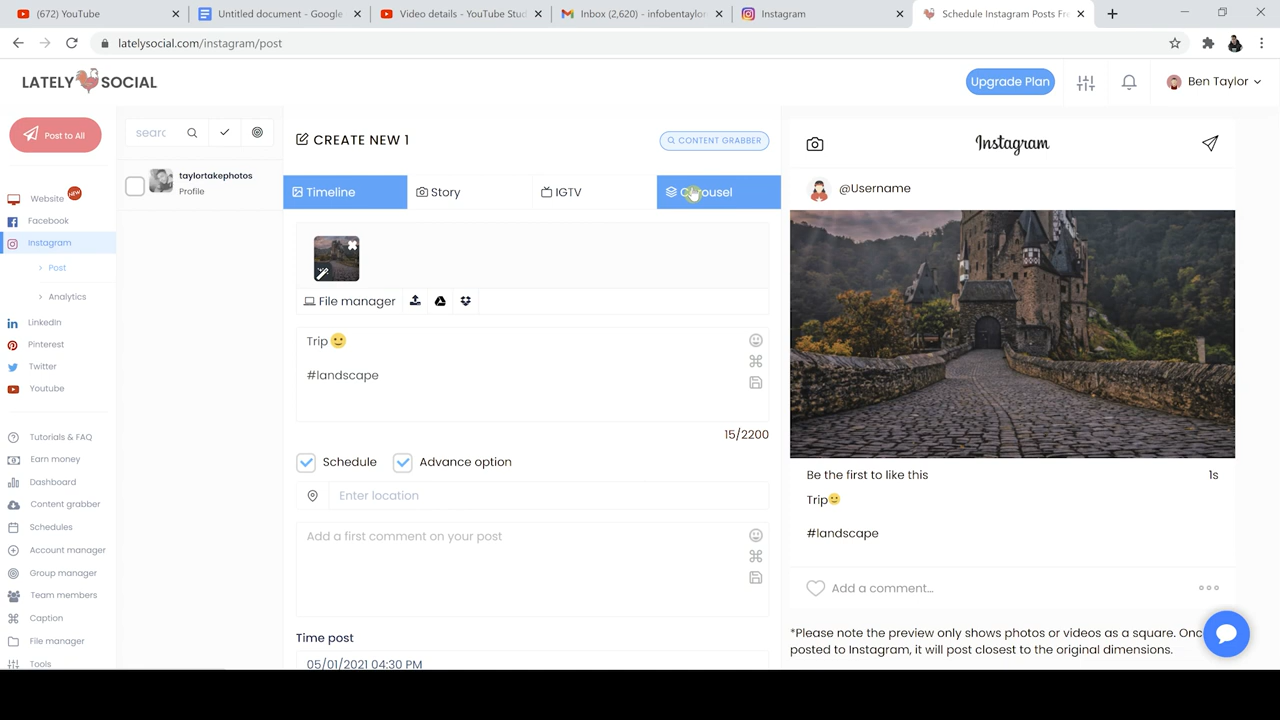 (672) YouTube
Untitled document - Google
Video details - YouTube Stud
Inbox (2,620) - infobentaylor
Instagram
Schedule Instagram Posts Fre
latelysocial.com/instagram/post
LATELY SOCIAL
Upgrade Plan
Ben Taylor
Post to All
Website NEW
Facebook
Instagram
Post
Analytics
LinkedIn
Pinterest
Twitter
Youtube
Tutorials & FAQ
Earn money
Dashboard
Content grabber
Schedules
Account manager
Group manager
Team members
Caption
File manager
Tools
searc
taylortakephotos
Profile
CREATE NEW 1
CONTENT GRABBER
Timeline
Story
IGTV
Carousel
File manager
Trip🙂
#landscape
15/2200
Schedule
Advance option
Enter location
Add a first comment on your post
Time post
05/01/2021 04:30 PM
Instagram
@Username
Be the first to like this
1s
Trip🙂
#landscape
Add a comment...
*Please note the preview only shows photos or videos as a square. Onc
posted to Instagram, it will post closest to the original dimensions.